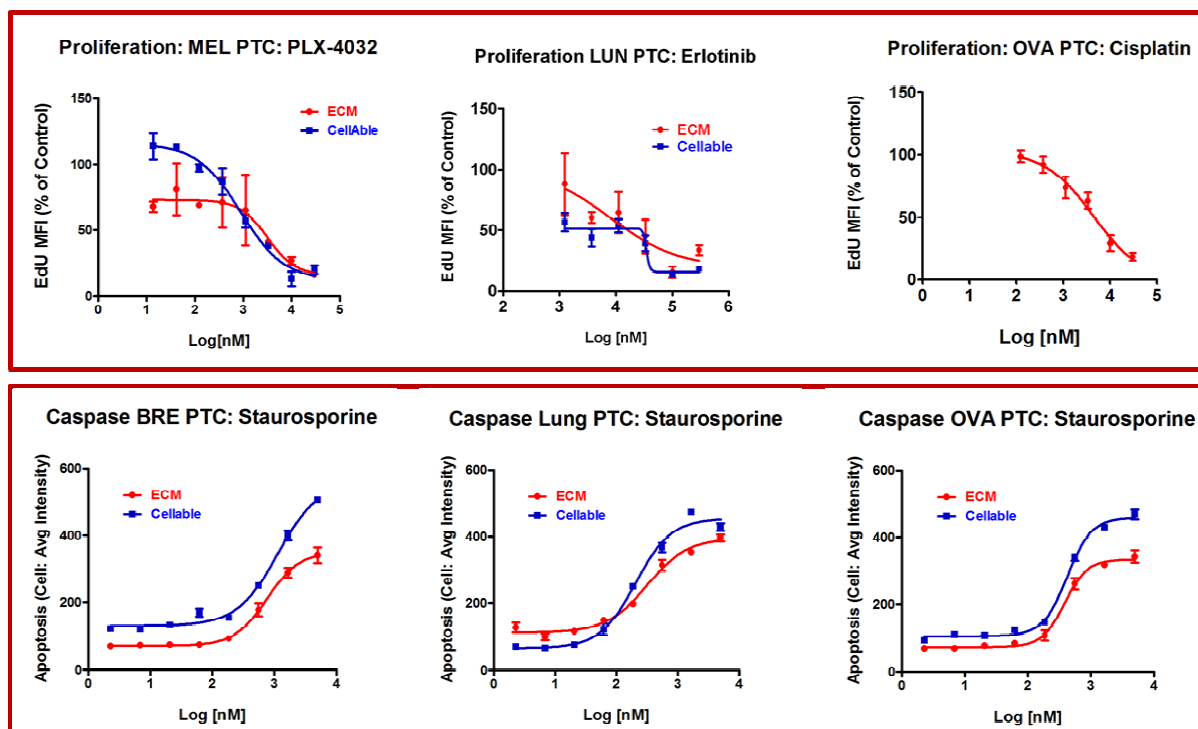 Proliferation: MEL PTC: PLX-4032
150
100
50
0
EdU MFI (% of Control)
0 1 2 3 4 5
Log[nM]
ECM
CellAble
Proliferation LUN PTC: Erlotinib
150
100
50
0
EdU MFI (% of Control)
2 3 4 5 6
Log [nM]
ECM
Cellable
Proliferation: OVA PTC: Cisplatin
150
100
50
0
EdU MFI (% of Control)
0 1 2 3 4 5
Log [nM]
Caspase BRE PTC: Staurosporine
600
400
200
0
Apoptosis (Cell: Avg Intensity)
0 1 2 3 4
Log [nM]
ECM
Cellable
Caspase Lung PTC: Staurosporine
600
400
200
0
Apoptosis (Cell: Avg Intensity)
0 1 2 3 4
Log [nM]
ECM
Cellable
Caspase OVA PTC: Staurosporine
600
400
200
0
Apoptosis (Cell: Avg Intensity)
0 1 2 3 4
Log [nM]
ECM
Cellable